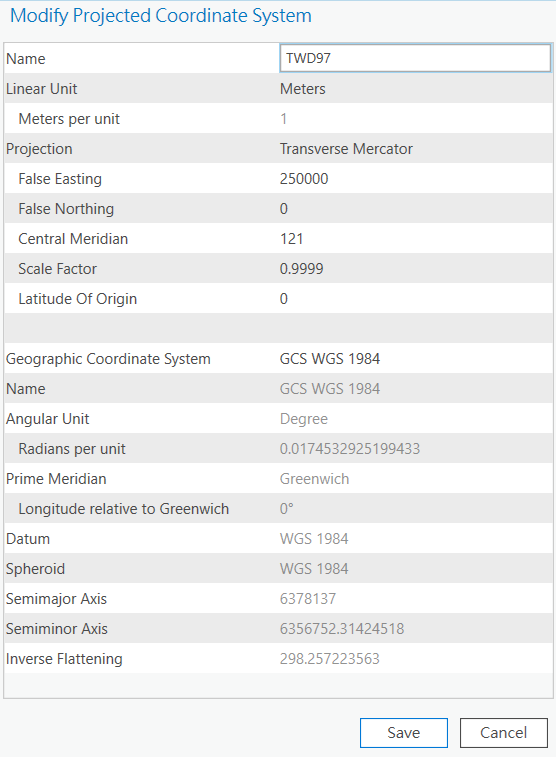 Modify Projected Coordinate System
Name TWD97
Linear Unit Meters
Meters per unit 1
Projection Transverse Mercator
False Easting 250000
False Northing 0
Central Meridian 121
Scale Factor 0.9999
Latitude Of Origin 0
Geographic Coordinate System GCS WGS 1984
Name GCS WGS 1984
Angular Unit Degree
Radians per unit 0.0174532925199433
Prime Meridian Greenwich
Longitude relative to Greenwich 0°
Datum WGS 1984
Spheroid WGS 1984
Semimajor Axis 6378137
Semiminor Axis 6356752.31424518
Inverse Flattening 298.257223563
Save Cancel